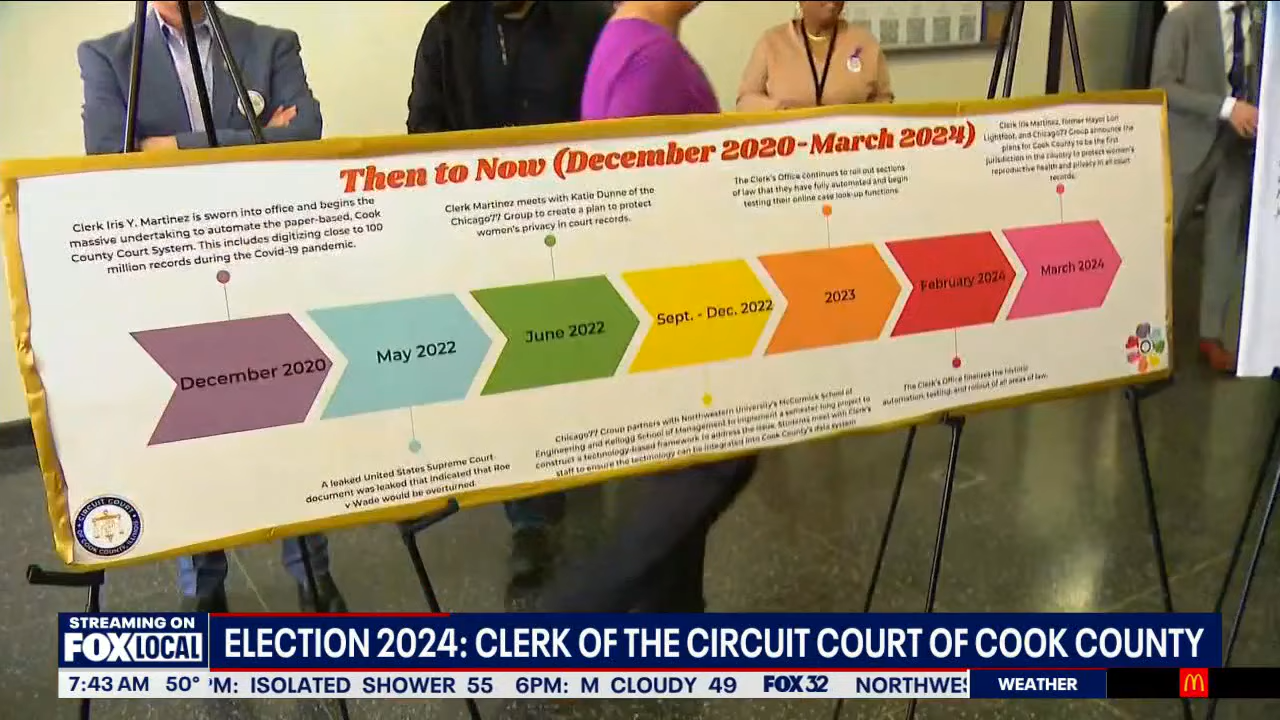 Then to Now (December 2020-March 2024)
Clerk Iris Y. Martinez is sworn into office and begins the
massive undertaking to automate the paper-based, Cook
County Court System. This includes digitizing close to 100
million records during the Covid-19 pandemic.
Clerk Martinez meets with Katie Dunne of the
Chicago77 Group to create a plan to protect
women's privacy in court records.
The Clerk's Office continues to roll out sections
of law that they have fully automated and begin
testing their online case look-up functions.
Clerk Iris Martinez, former Mayor Lori
Lightfoot, and Chicago77 Group announce the
plans for Cook County to be the first
jurisdiction in the country to protect women's
reproductive health and privacy in all court
records.
December 2020
May 2022
June 2022
Sept. - Dec. 2022
2023
February 2024
March 2024
A leaked United States Supreme Court
document was leaked that indicated that Roe
v Wade would be overturned.
Chicago77 Group partners with Northwestern University's McCormick School of
Engineering and Kellogg School of Management to implement a semester long project to
construct a technology-based framework to address the issue. Students meet with Clerk's
staff to ensure the technology can be integrated into Cook County's data system
The Clerk's Office finalizes the historic
automation, testing, and rollout of all areas of law.
CIRCUIT COURT
OF COOK COUNTY, ILLINOIS
STREAMING ON
FOX LOCAL
ELECTION 2024: CLERK OF THE CIRCUIT COURT OF COOK COUNTY
7:43 AM 50° PM: ISOLATED SHOWER 55 6PM: M CLOUDY 49 FOX 32 NORTHWES
WEATHER